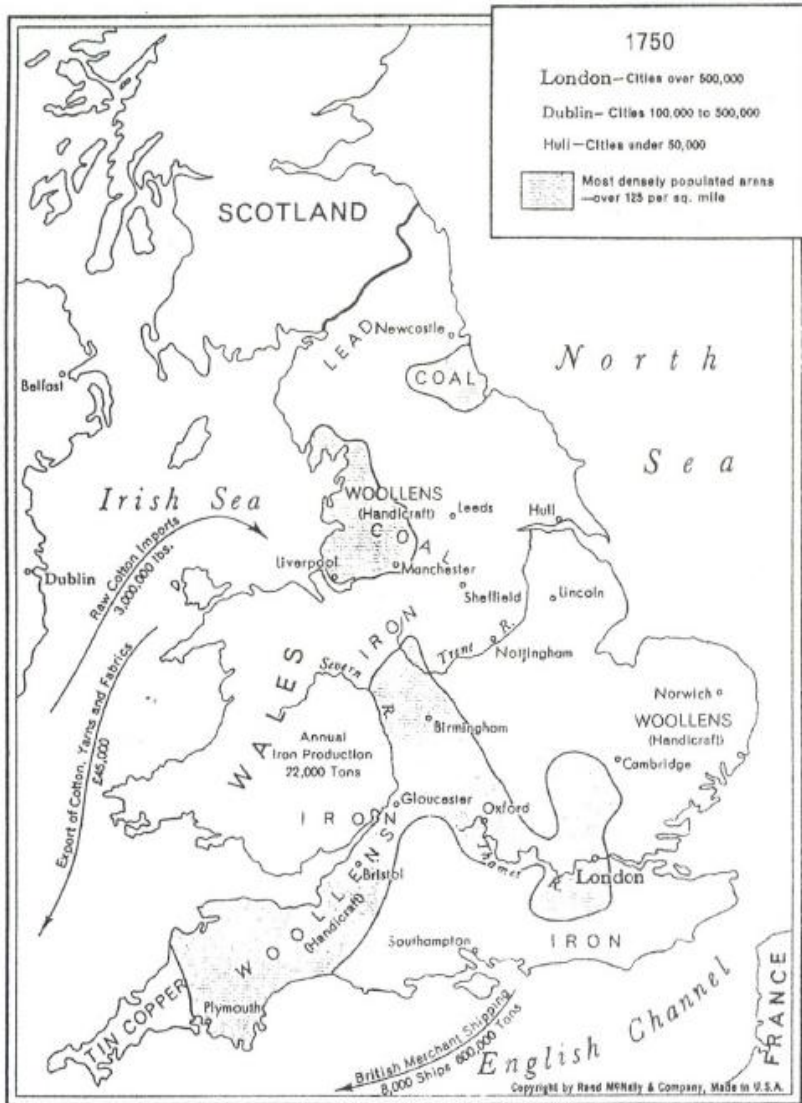 1750
London—Cities over 500,000
Dublin—Cities 100,000 to 500,000
Hull—Cities under 50,000
Most densely populated areas
—over 125 per sq. mile
SCOTLAND
LEAD
Newcastle
COAL
North
Sea
Belfast
Irish Sea
WOOLLENS
(Handicraft)
COAL
Leeds
Hull
Raw Cotton Imports
3,000,000 lbs.
Dublin
Liverpool
Manchester
Sheffield
Lincoln
IRON
Trent R.
Nottingham
Severn R.
WALES
Norwich
WOOLLENS
(Handicraft)
Birmingham
Annual
Iron Production
22,000 Tons
Cambridge
Export of Cotton, Yarns and Fabrics
£45,000
Gloucester
IRON
Oxford
Thames R.
London
WOOLLENS
(Handicraft)
Bristol
Southampton
IRON
TIN COPPER
Plymouth
British Merchant Shipping
8,000 Ships 600,000 Tons
English Channel
FRANCE
Copyright by Rand McNally & Company, Made in U.S.A.